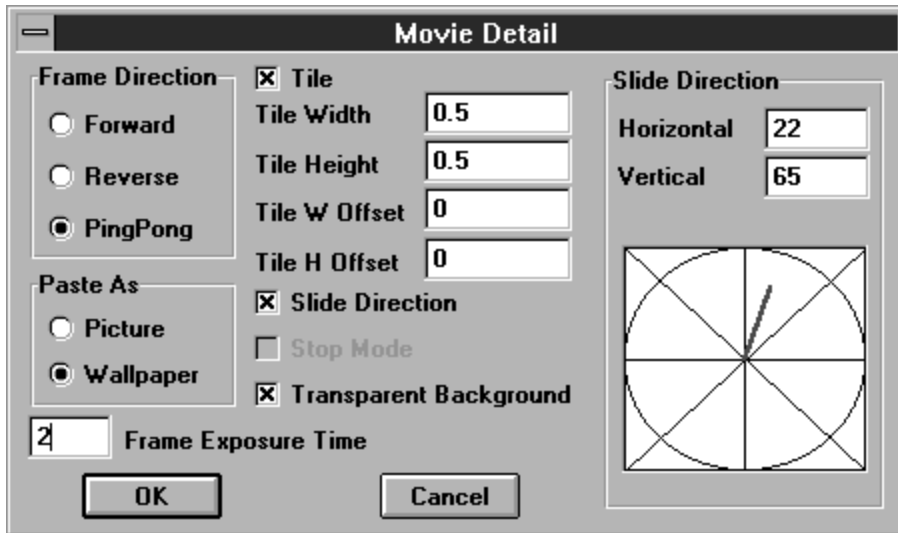 Movie Detail
Frame Direction
Forward
Reverse
PingPong
Paste As
Picture
Wallpaper
2 Frame Exposure Time
OK
Cancel
Tile
Tile Width 0.5
Tile Height 0.5
Tile W Offset 0
Tile H Offset 0
Slide Direction
Stop Mode
Transparent Background
Slide Direction
Horizontal 22
Vertical 65